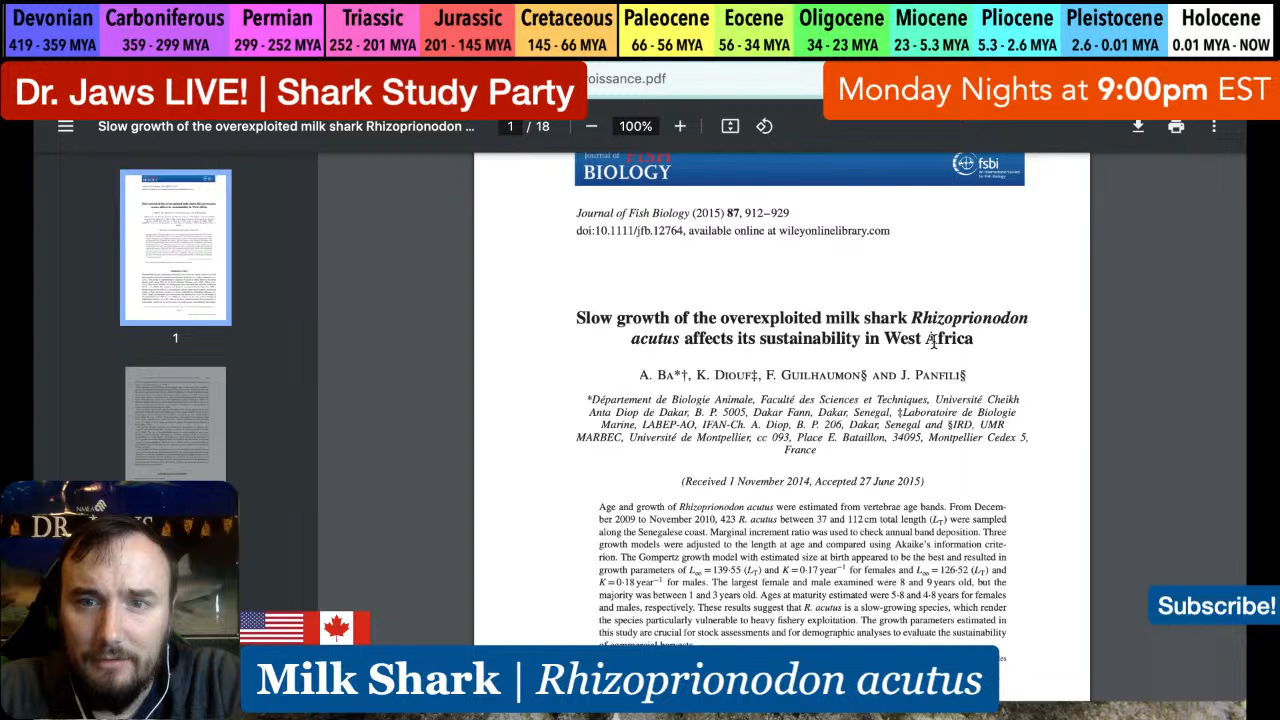 Devonian Carboniferous Permian Triassic Jurassic Cretaceous Paleocene Eocene Oligocene Miocene Pliocene Pleistocene Holocene
419 - 359 MYA 359 - 299 MYA 299 - 252 MYA 252 - 201 MYA 201 - 145 MYA 145 - 66 MYA 66 - 56 MYA 56 - 34 MYA 34 - 23 MYA 23 - 5.3 MYA 5.3 - 2.6 MYA 2.6 - 0.01 MYA 0.01 MYA - NOW
Dr. Jaws LIVE! | Shark Study Party
roissance.pdf
Monday Nights at 9:00pm EST
Slow growth of the overexploited milk shark Rhizoprionodon ...
1 / 18
100%
Journal of FISH
BIOLOGY
fsbi
Journal of Fish Biology (2015) 87, 912–929
doi:10.1111/jfb.12764, available online at wileyonlinelibrary.com
Slow growth of the overexploited milk shark Rhizoprionodon
acutus affects its sustainability in West Africa
A. Ba*†, K. Diouf‡, F. Guilhaumon§ and J. Panfili§
*Département de Biologie Animale, Faculté des Sciences et Techniques, Université Cheikh
Anta Diop de Dakar, B. P. 5005, Dakar Fann, Dakar, Senegal, ‡Laboratoire de Biologie
Marine, LABEP-AO, IFAN-Ch. A. Diop, B. P. 206, Dakar, Senegal and §IRD, UMR
MARBEC, Université de Montpellier, cc 093, Place E. Bataillon, 34095, Montpellier Cedex 5,
France
(Received 1 November 2014, Accepted 27 June 2015)
Age and growth of Rhizoprionodon acutus were estimated from vertebrae age bands. From Decem-
ber 2009 to November 2010, 423 R. acutus between 37 and 112 cm total length (LT) were sampled
along the Senegalese coast. Marginal increment ratio was used to check annual band deposition. Three
growth models were adjusted to the length at age and compared using Akaike's information crite-
rion. The Gompertz growth model with estimated size at birth appeared to be the best and resulted in
growth parameters of L∞ = 139·55 (LT) and K = 0·17 year−1 for females and L∞ = 126·52 (LT) and
K = 0·18 year−1 for males. The largest female and male examined were 8 and 9 years old, but the
majority was between 1 and 3 years old. Ages at maturity estimated were 5·8 and 4·8 years for females
and males, respectively. These results suggest that R. acutus is a slow-growing species, which render
the species particularly vulnerable to heavy fishery exploitation. The growth parameters estimated in
this study are crucial for stock assessments and for demographic analyses to evaluate the sustainability
of commercial harvests.
1
NMEA
DR. JAWS
Subscribe!
Milk Shark | Rhizoprionodon acutus